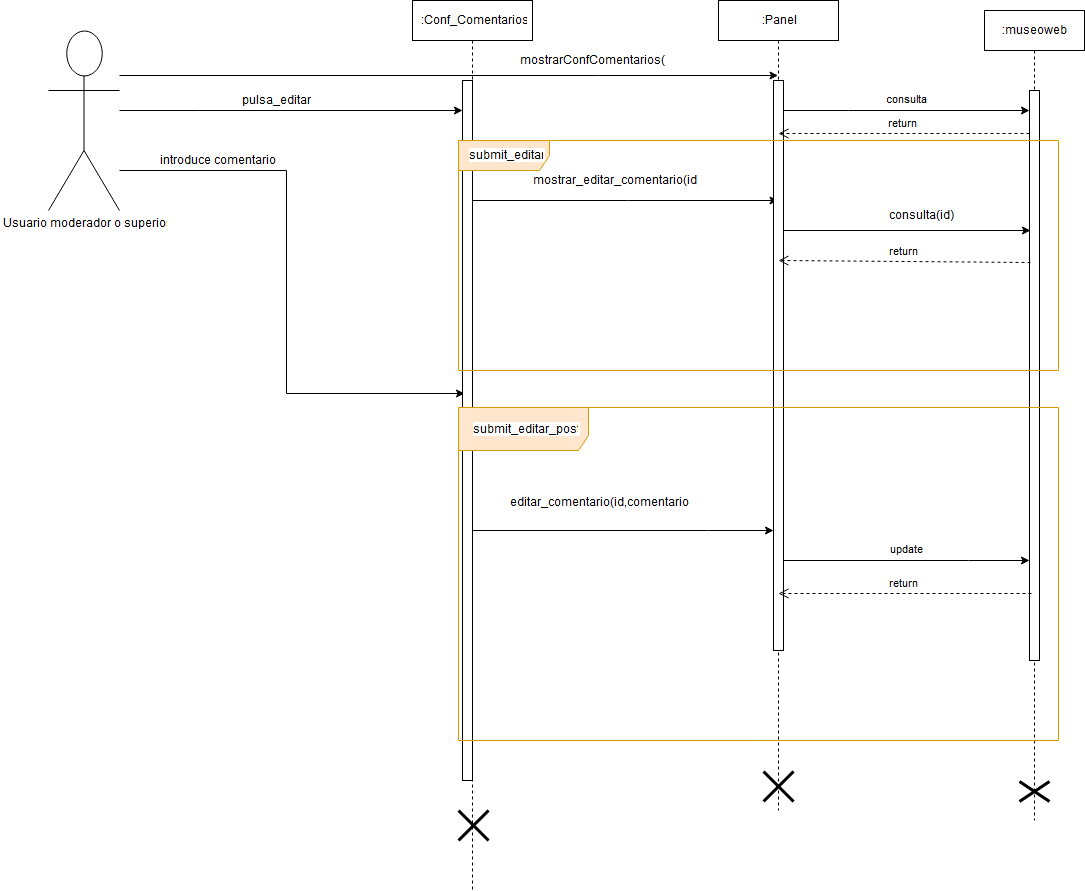 :Conf_Comentarios
:Panel
:museoweb
mostrarConfComentarios(
pulsa_editar
consulta
return
introduce comentario
submit_editar
mostrar_editar_comentario(id
Usuario moderador o superio
consulta(id)
return
submit_editar_post
editar_comentario(id,comentario
update
return